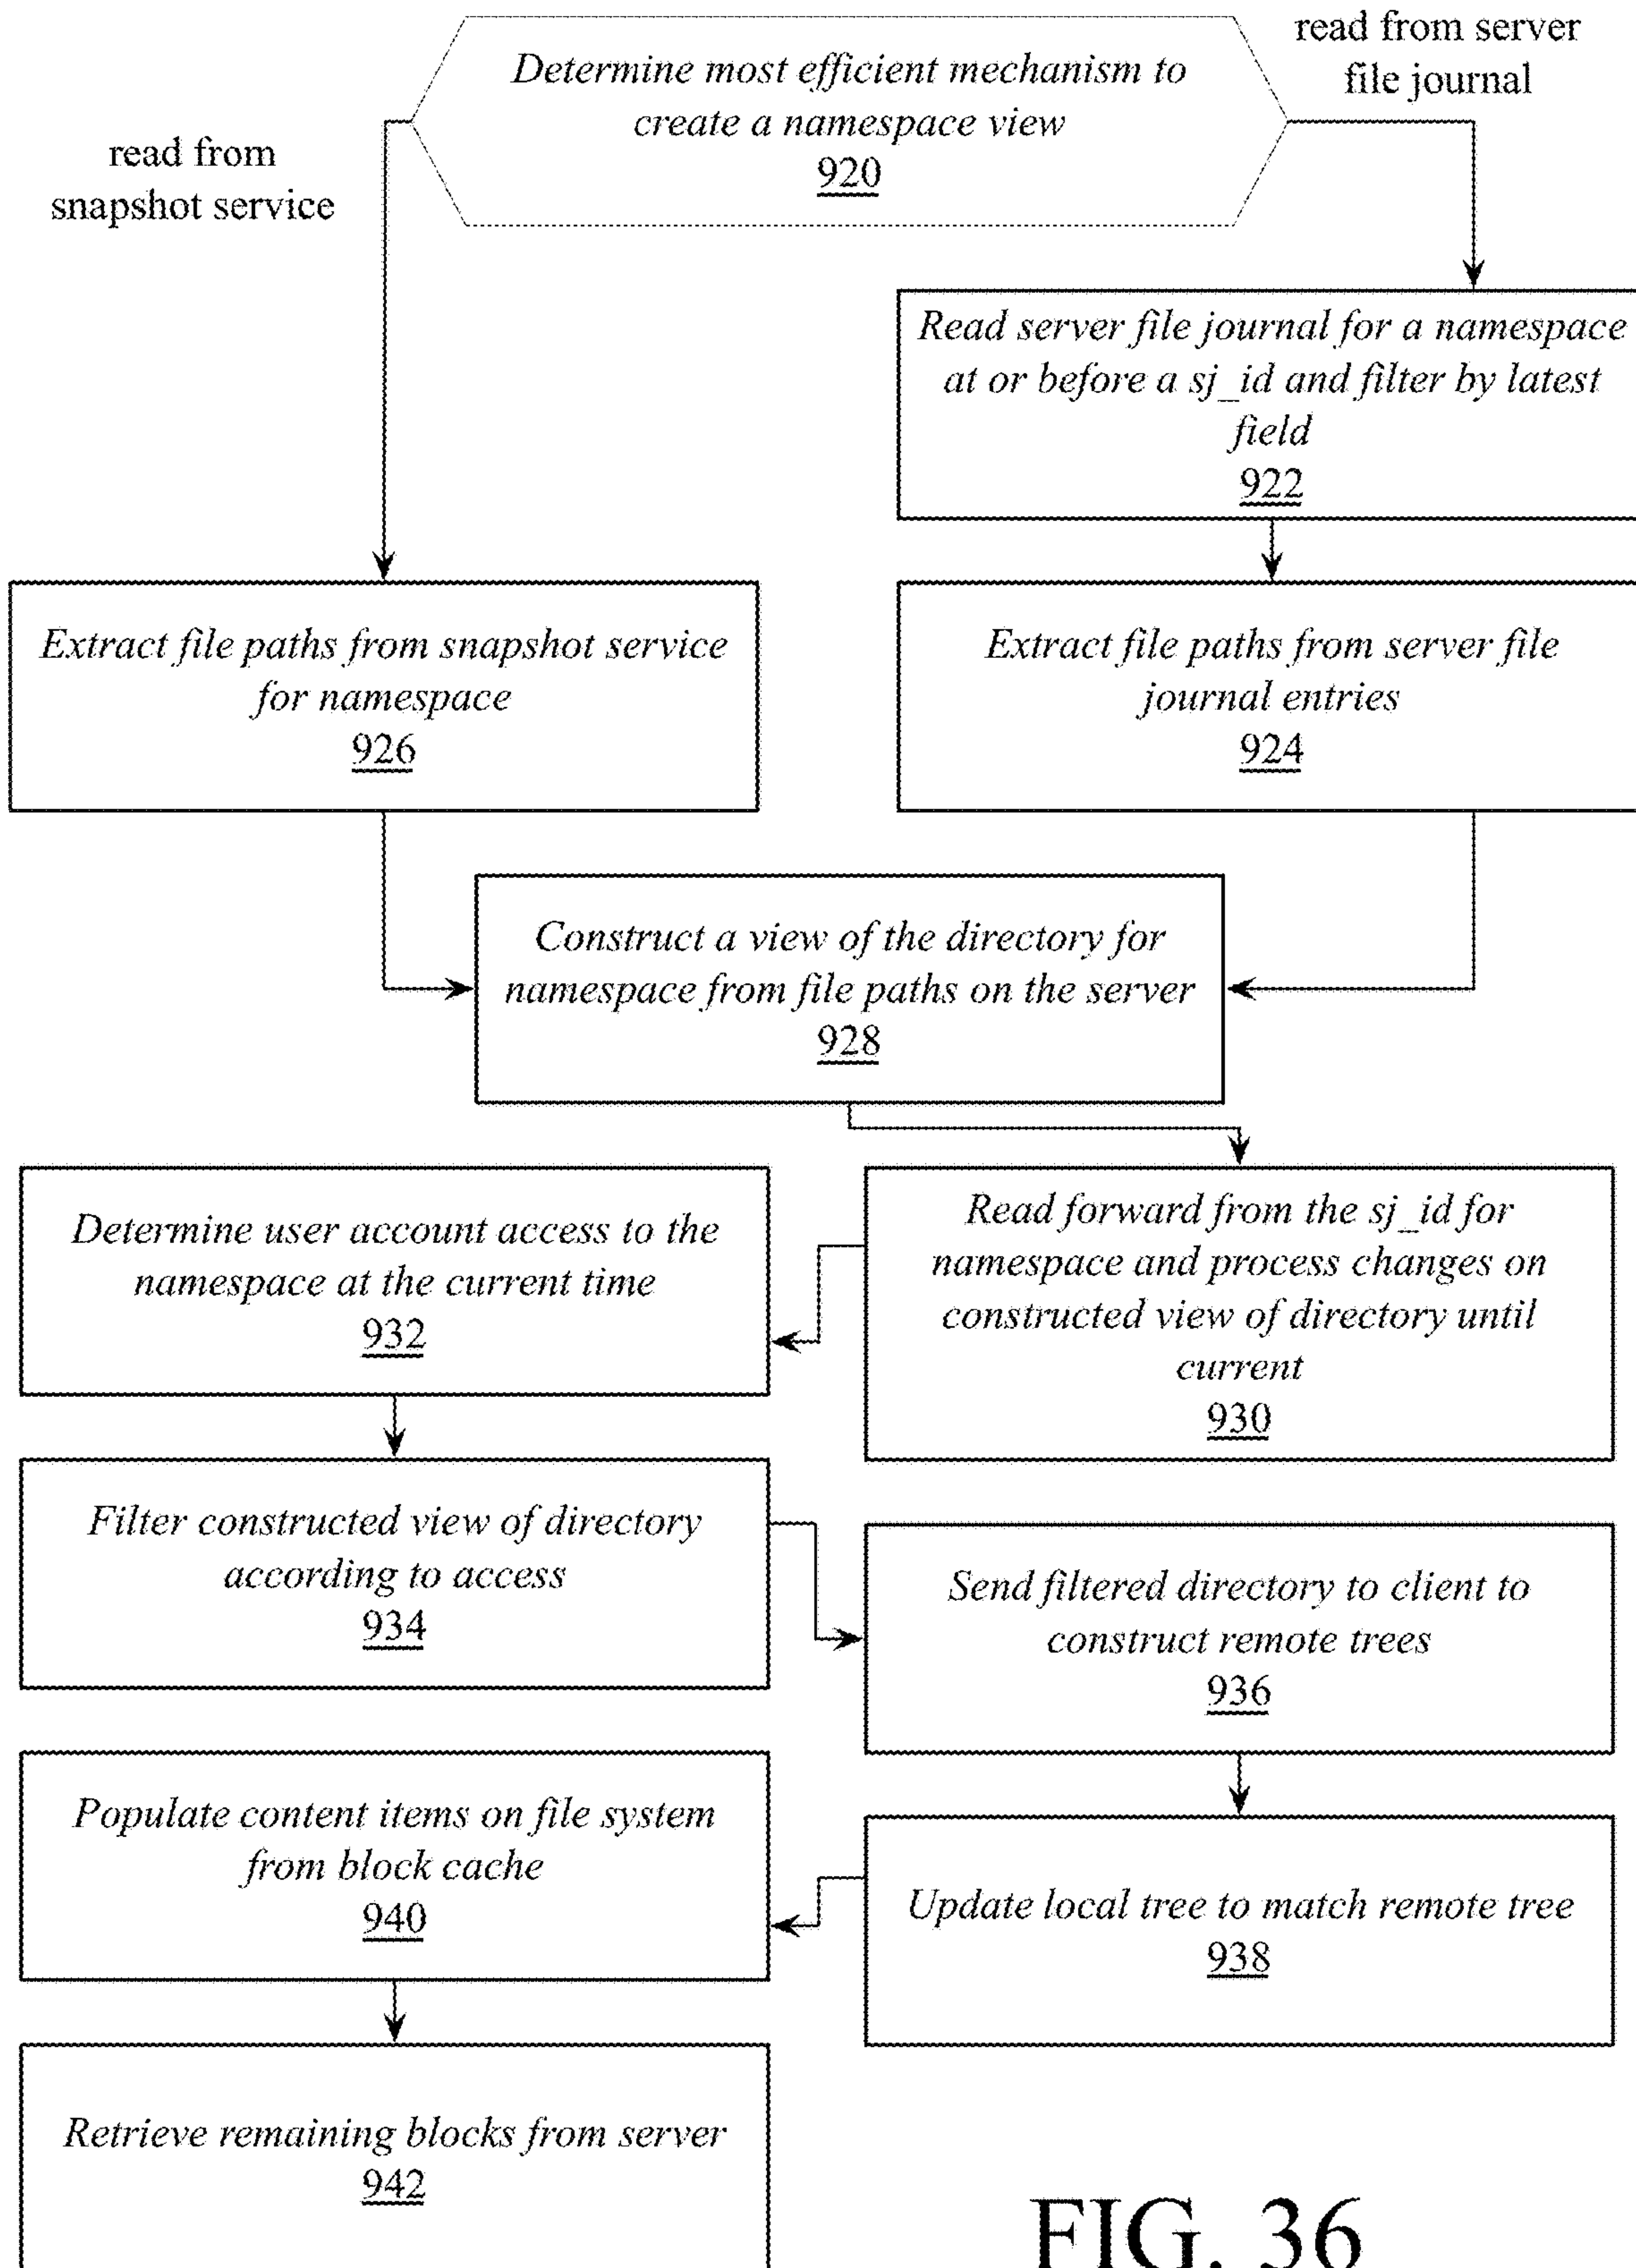 read from server
file journal
Determine most efficient mechanism to
create a namespace view
920
read from
snapshot service
Read server file journal for a namespace
at or before a sj_id and filter by latest
field
922
Extract file paths from snapshot service
for namespace
926
Extract file paths from server file
journal entries
924
Construct a view of the directory for
namespace from file paths on the server
928
Determine user account access to the
namespace at the current time
932
Read forward from the sj_id for
namespace and process changes on
constructed view of directory until
current
930
Filter constructed view of directory
according to access
934
Send filtered directory to client to
construct remote trees
936
Populate content items on file system
from block cache
940
Update local tree to match remote tree
938
Retrieve remaining blocks from server
942
FIG. 36